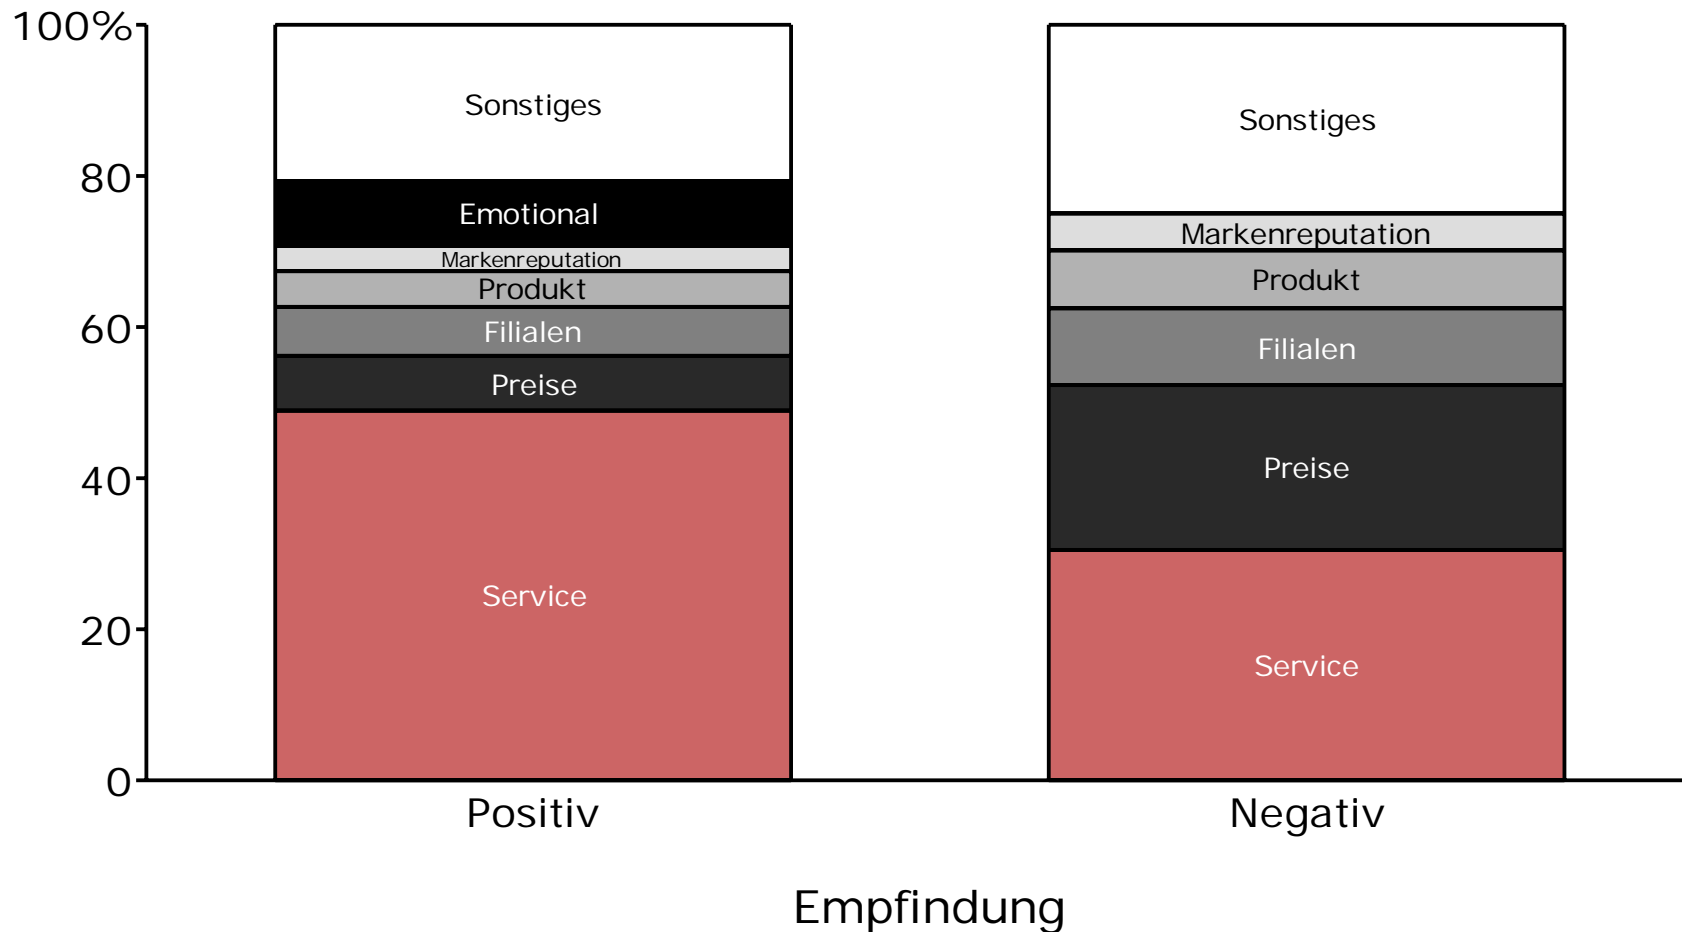 100%
80
60
40
20
0
Sonstiges
Emotional
Markenreputation
Produkt
Filialen
Preise
Service
Positiv
Sonstiges
Markenreputation
Produkt
Filialen
Preise
Service
Negativ
Empfindung